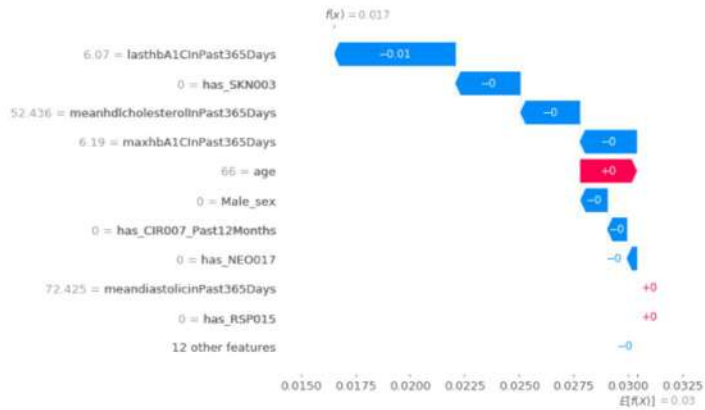 f(x) = 0.017
6.07 = lasthbA1CInPast365Days
−0.01
0 = has_SKN003
−0
52.436 = meanhdlcholesterolInPast365Days
−0
6.19 = maxhbA1CInPast365Days
−0
66 = age
+0
0 = Male_sex
−0
0 = has_CIR007_Past12Months
−0
0 = has_NEO017
−0
72.425 = meandiastolicinPast365Days
+0
0 = has_RSP015
+0
12 other features
−0
0.0150 0.0175 0.0200 0.0225 0.0250 0.0275 0.0300 0.0325
E[f(X)] = 0.03